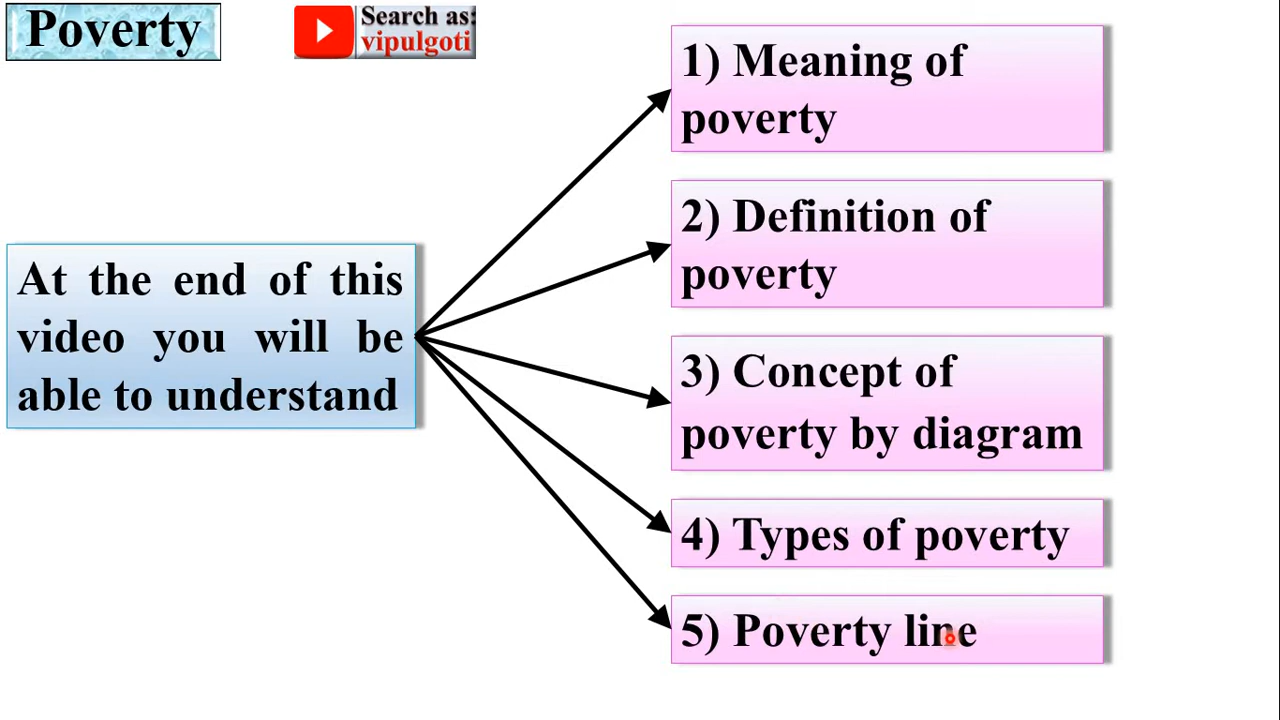 Poverty
Search as:
vipulgoti
At the end of this
video you will be
able to understand
1) Meaning of
poverty
2) Definition of
poverty
3) Concept of
poverty by diagram
4) Types of poverty
5) Poverty line